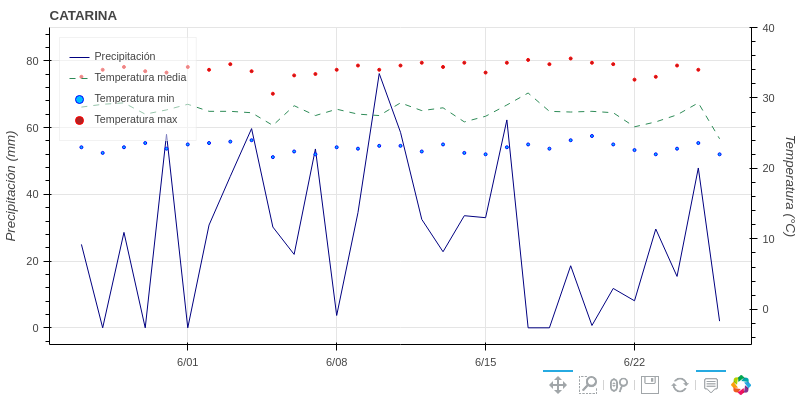 CATARINA
Precipitación
Temperatura media
Temperatura min
Temperatura max
80
60
40
20
0
40
30
20
10
0
6/01
6/08
6/15
6/22
Precipitación (mm)
Temperatura (°C)